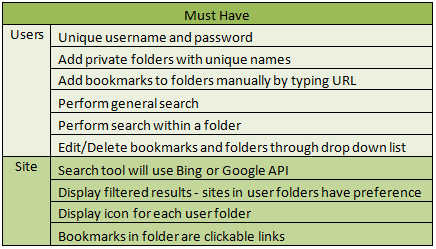 Must Have
Users
Unique username and password
Add private folders with unique names
Add bookmarks to folders manually by typing URL
Perform general search
Perform search within a folder
Edit/Delete bookmarks and folders through drop down list
Site
Search tool will use Bing or Google API
Display filtered results - sites in user folders have preference
Display icon for each user folder
Bookmarks in folder are clickable links